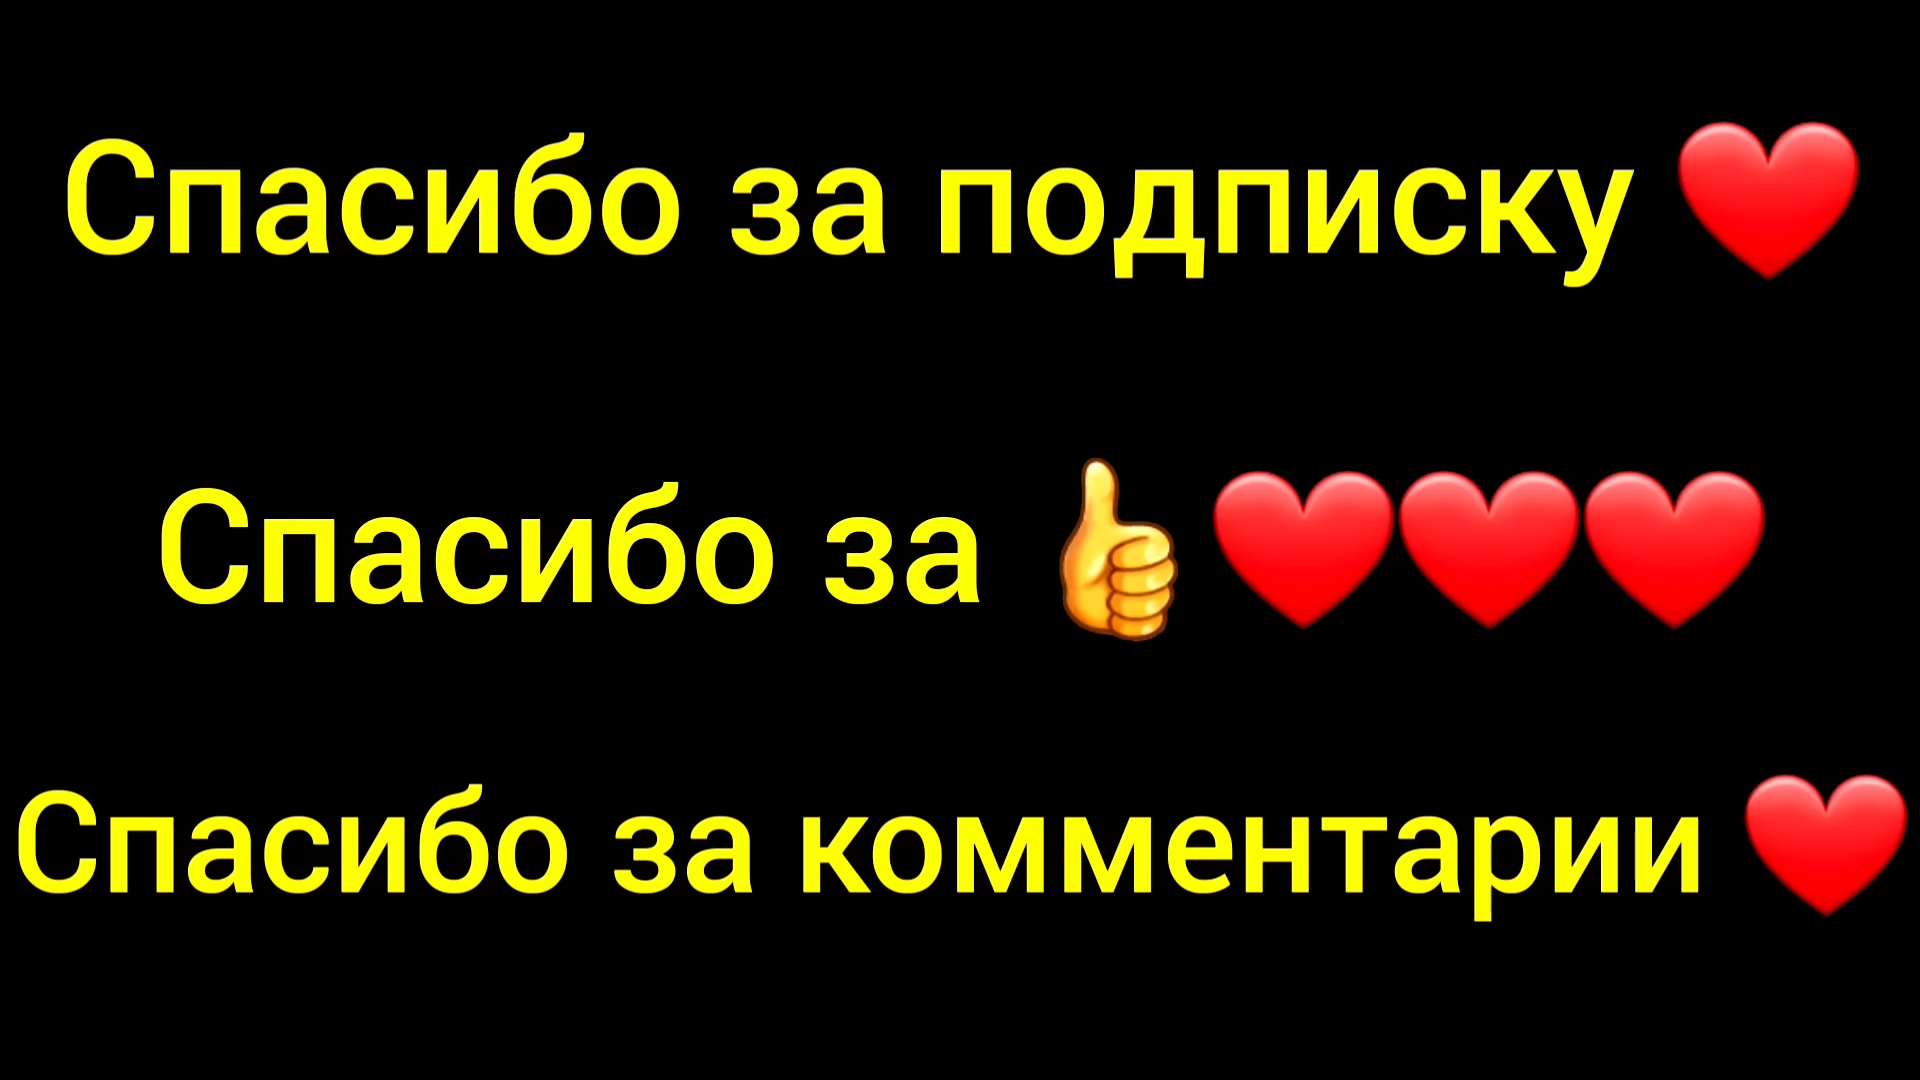 Спасибо за подписку ❤️
Спасибо за 👍❤️❤️❤️
Спасибо за комментарии ❤️